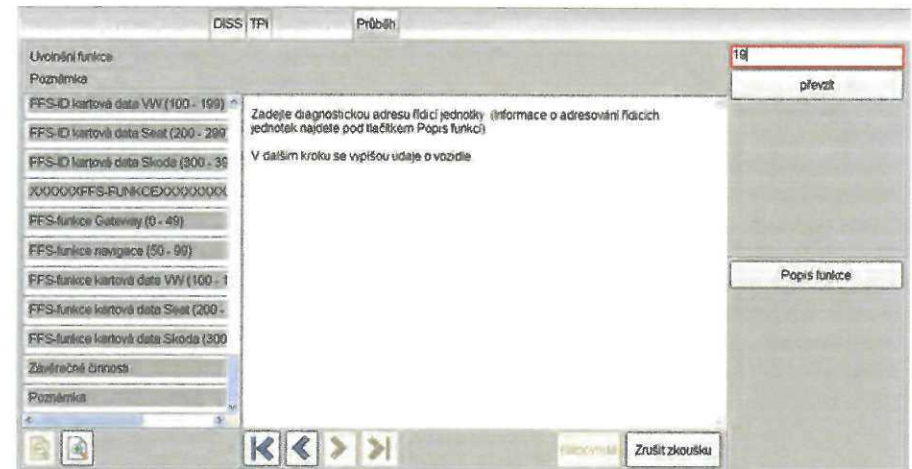 DISS TPI Průběh
Uvolnění funkce
Poznámka
FFS-ID kartová data VW (100 - 199)
FFS-ID kartová data Seat (200 - 299
FFS-ID kartová data Skoda (300 - 39
XXXXXXFFS-FUNKCEXXXXXXXX
FFS-funkce Gateway (0 - 49)
FFS-funkce navigace (50 - 99)
FFS-funkce kartová data VW (100 - 1
FFS-funkce kartová data Seat (200 -
FFS-funkce kartová data Skoda (300
Závěrečné činnosti
Poznámka
Zadejte diagnostickou adresu řídicí jednotky (Informace o adresování řídicích
jednotek najdete pod tlačítkem Popis funkcí)
V dalším kroku se vypíšou údaje o vozidle
19
převzít
Popis funkce
Zrušit zkoušku